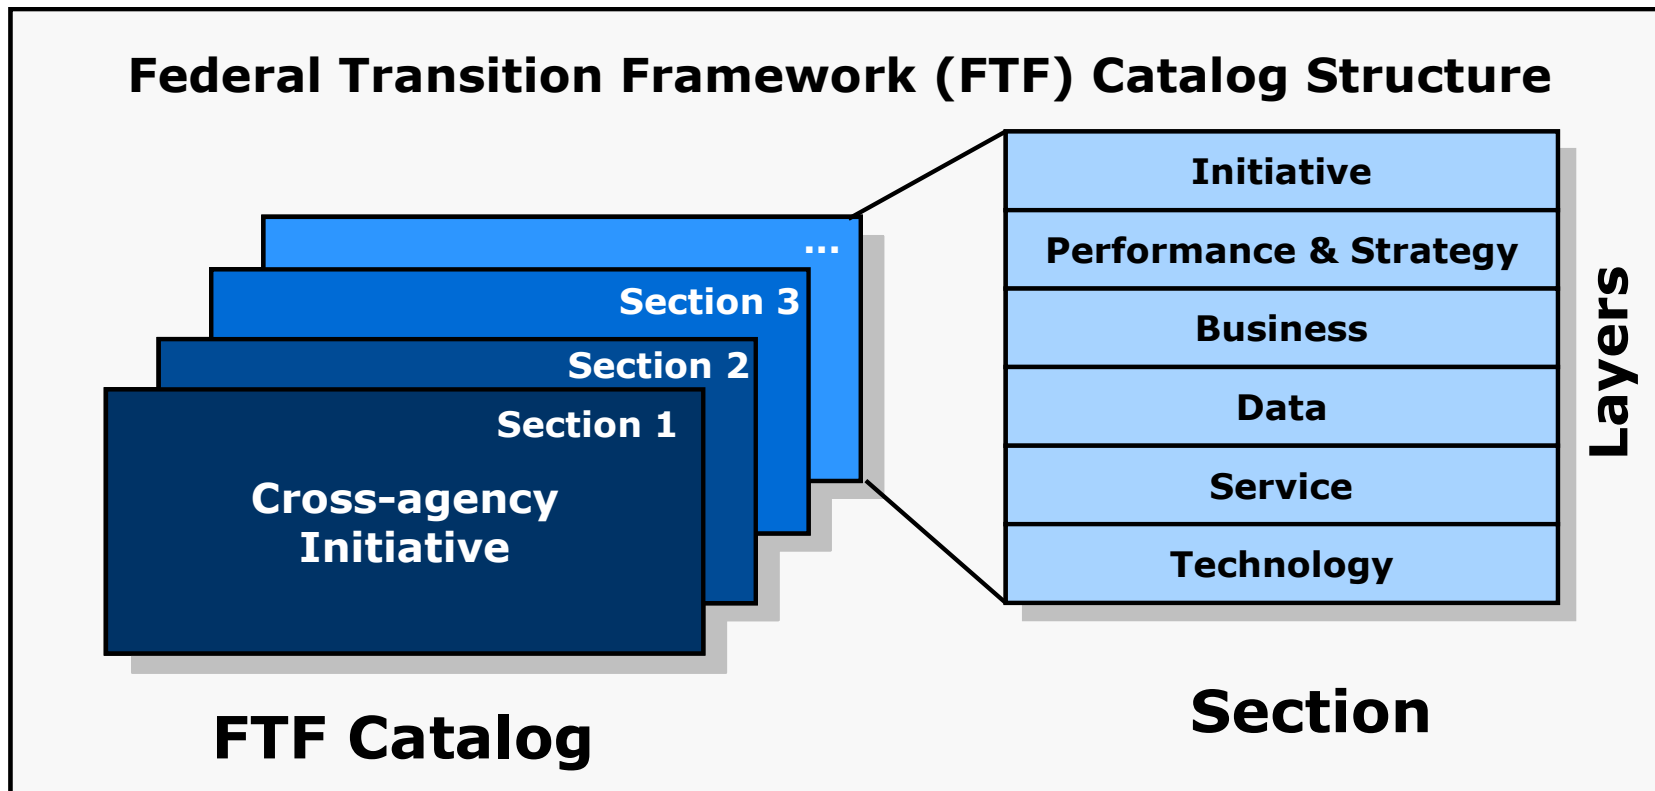 Federal Transition Framework (FTF) Catalog Structure
...
Section 3
Section 2
Section 1
Cross-agency
Initiative
FTF Catalog
Initiative
Performance & Strategy
Business
Data
Service
Technology
Layers
Section